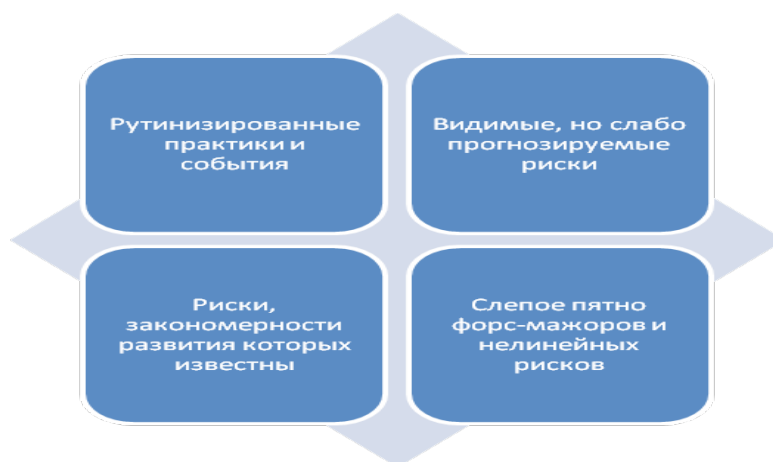 Рутинизированные
практики и
события
Видимые, но слабо
прогнозируемые
риски
Риски,
закономерности
развития которых
известны
Слепое пятно
форс-мажоров и
нелинейных
рисков